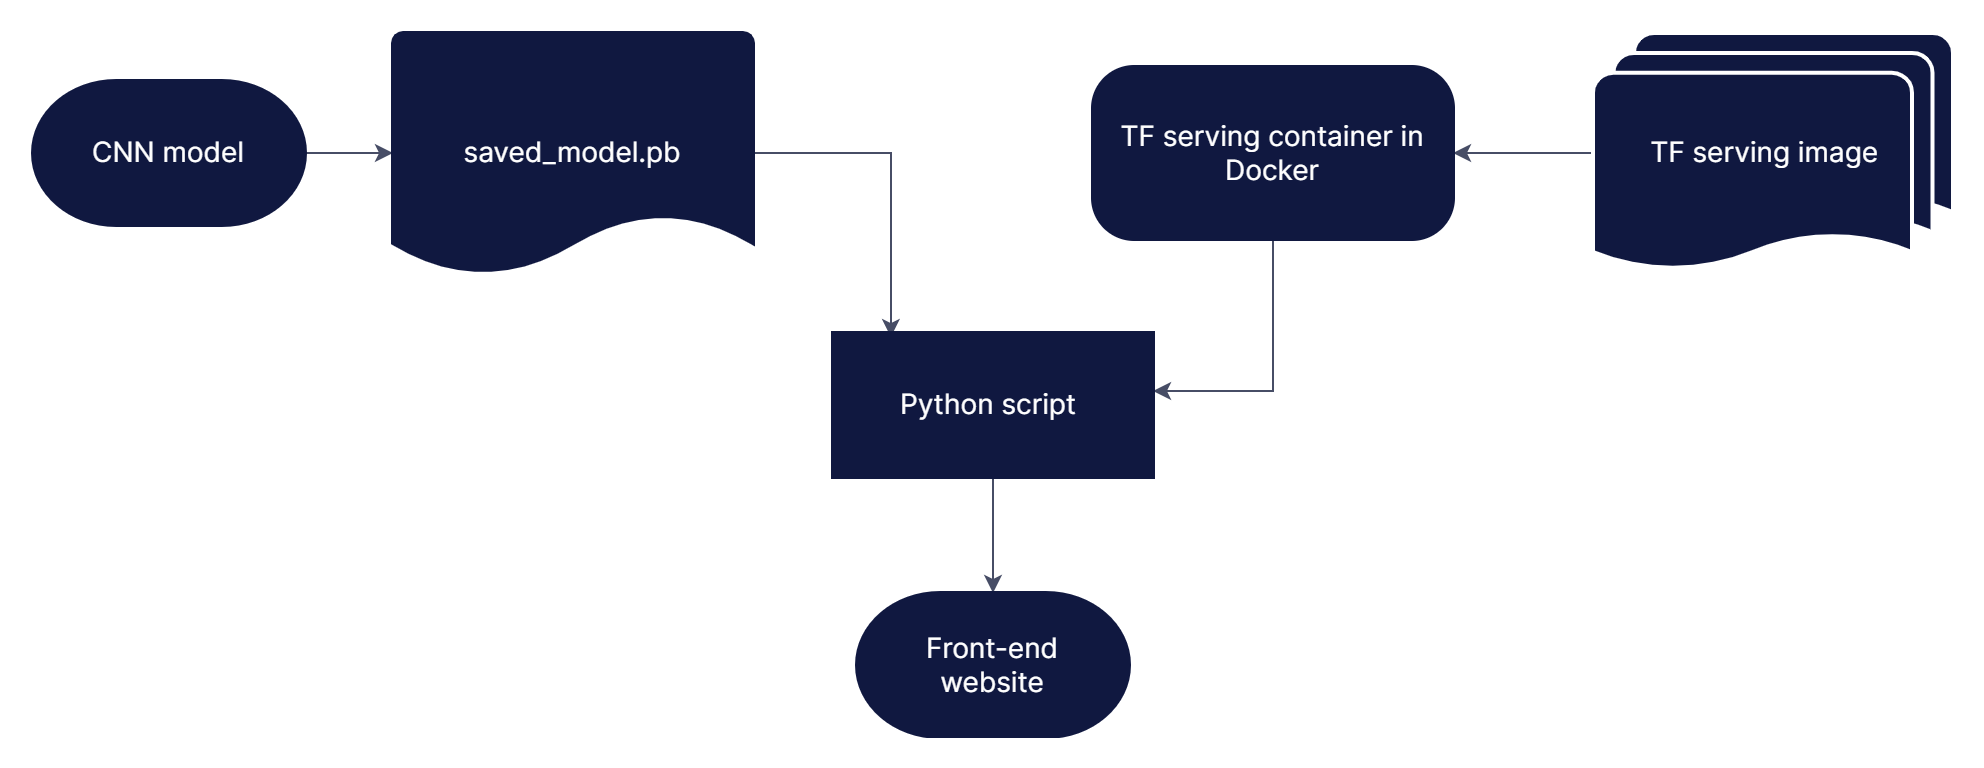 CNN model
saved_model.pb
TF serving container in
Docker
TF serving image
Python script
Front-end
website